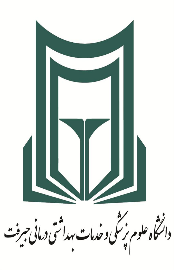 دانشگاه علوم پزشکی و خدمات بهداشتی درمانی جیرفت